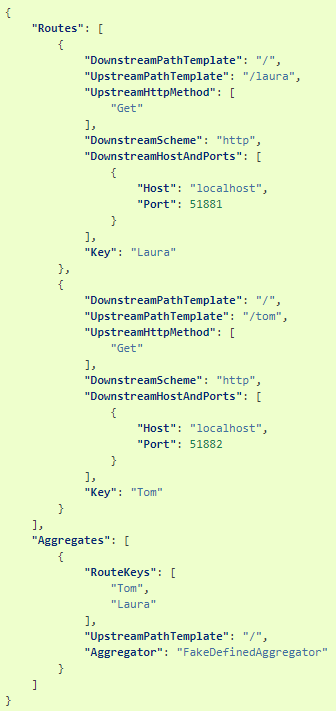 {
    "Routes": [
        {
            "DownstreamPathTemplate": "/",
            "UpstreamPathTemplate": "/laura",
            "UpstreamHttpMethod": [
                "Get"
            ],
            "DownstreamScheme": "http",
            "DownstreamHostAndPorts": [
                {
                    "Host": "localhost",
                    "Port": 51881
                }
            ],
            "Key": "Laura"
        },
        {
            "DownstreamPathTemplate": "/",
            "UpstreamPathTemplate": "/tom",
            "UpstreamHttpMethod": [
                "Get"
            ],
            "DownstreamScheme": "http",
            "DownstreamHostAndPorts": [
                {
                    "Host": "localhost",
                    "Port": 51882
                }
            ],
            "Key": "Tom"
        }
    ],
    "Aggregates": [
        {
            "RouteKeys": [
                "Tom",
                "Laura"
            ],
            "UpstreamPathTemplate": "/",
            "Aggregator": "FakeDefinedAggregator"
        }
    ]
}